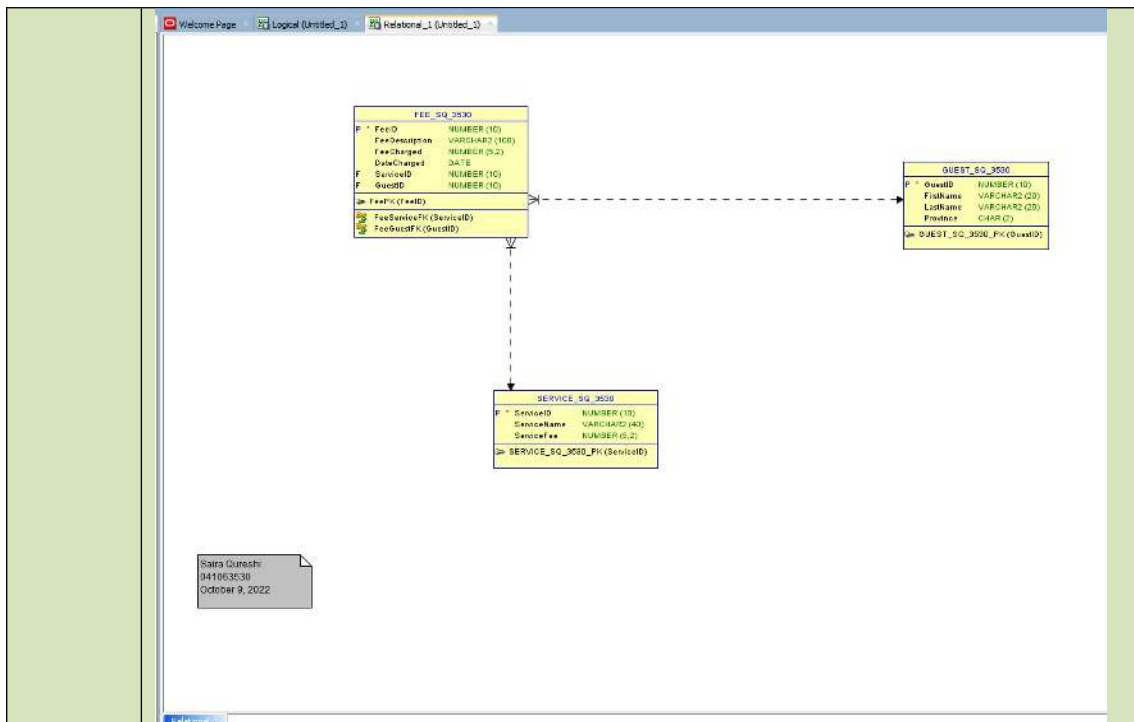 Welcome Page Logical (Untitled_1) Relational_1 (Untitled_1)
FEE_SQ_3530
P * FeeID NUMBER (10)
FeeDescription VARCHAR2 (100)
FeeCharged NUMBER (5,2)
DateCharged DATE
F ServiceID NUMBER (10)
F GuestID NUMBER (10)
FeePK (FeeID)
FeeServiceFK (ServiceID)
FeeGuestFK (GuestID)
GUEST_SQ_3530
P * GuestID NUMBER (10)
FistName VARCHAR2 (20)
LastName VARCHAR2 (20)
Province CHAR (2)
GUEST_SQ_3530_PK (GuestID)
SERVICE_SQ_3530
P * ServiceID NUMBER (10)
ServiceName VARCHAR2 (40)
ServiceFee NUMBER (5,2)
SERVICE_SQ_3530_PK (ServiceID)
Saira Qureshi
041063530
October 9, 2022